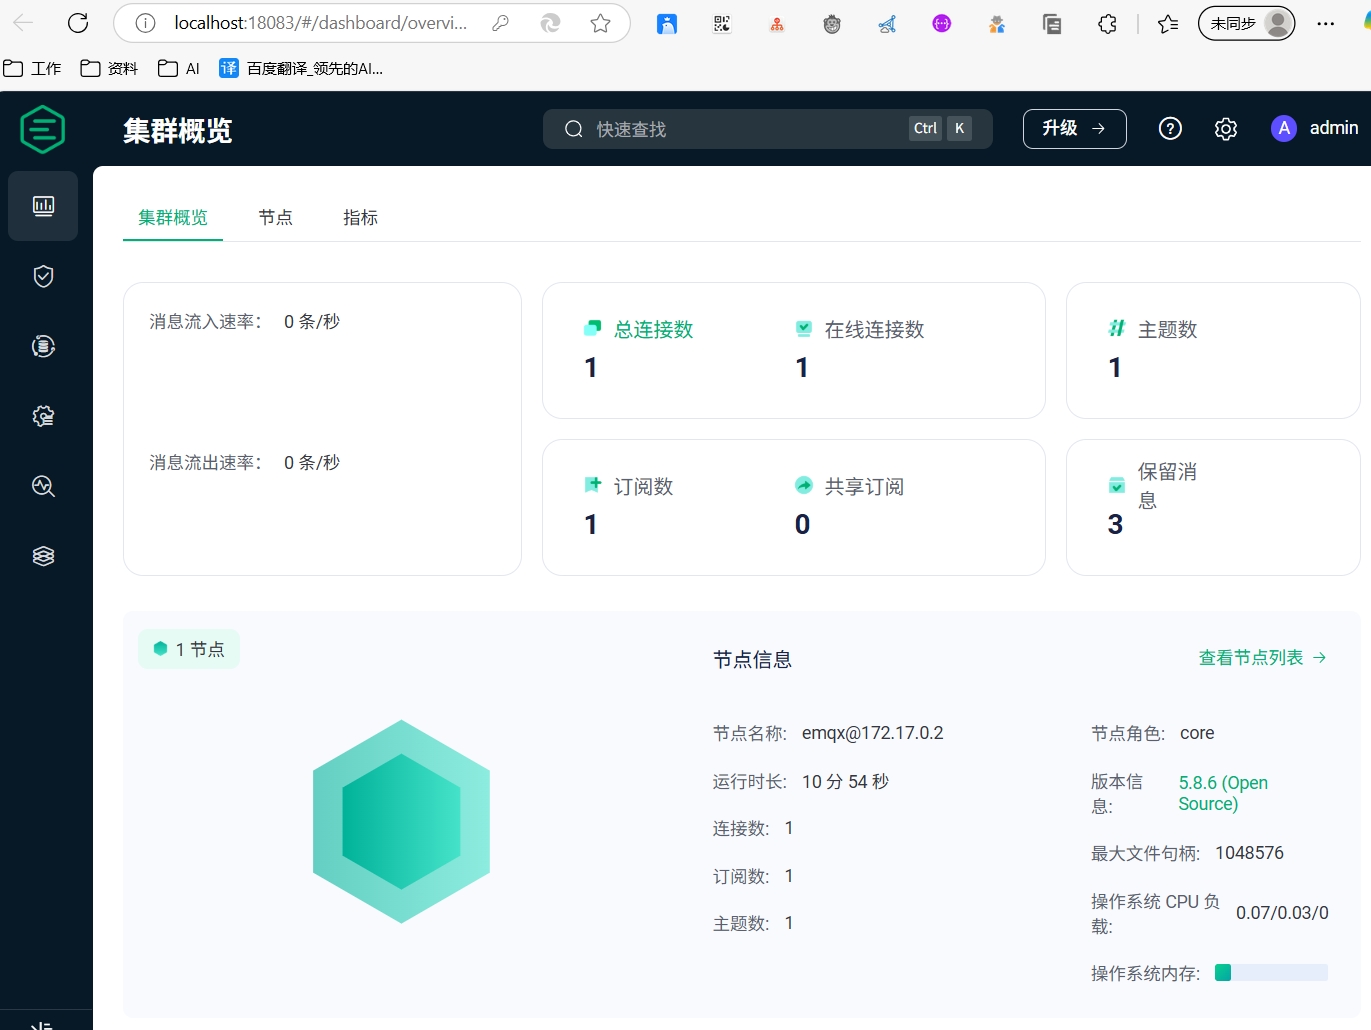 localhost:18083/#/dashboard/overvi...
未同步
工作
资料
AI
译
百度翻译_领先的AI...
集群概览
快速查找
Ctrl
K
升级 →
A
admin
集群概览
节点
指标
消息流入速率： 0 条/秒
消息流出速率： 0 条/秒
总连接数
1
在线连接数
1
主题数
1
订阅数
1
共享订阅
0
保留消
息
3
1 节点
节点信息
查看节点列表 →
节点名称: emqx@172.17.0.2
运行时长: 10 分 54 秒
连接数: 1
订阅数: 1
主题数: 1
节点角色: core
版本信
息:
5.8.6 (Open
Source)
最大文件句柄: 1048576
操作系统 CPU 负
载:
0.07/0.03/0
操作系统内存: